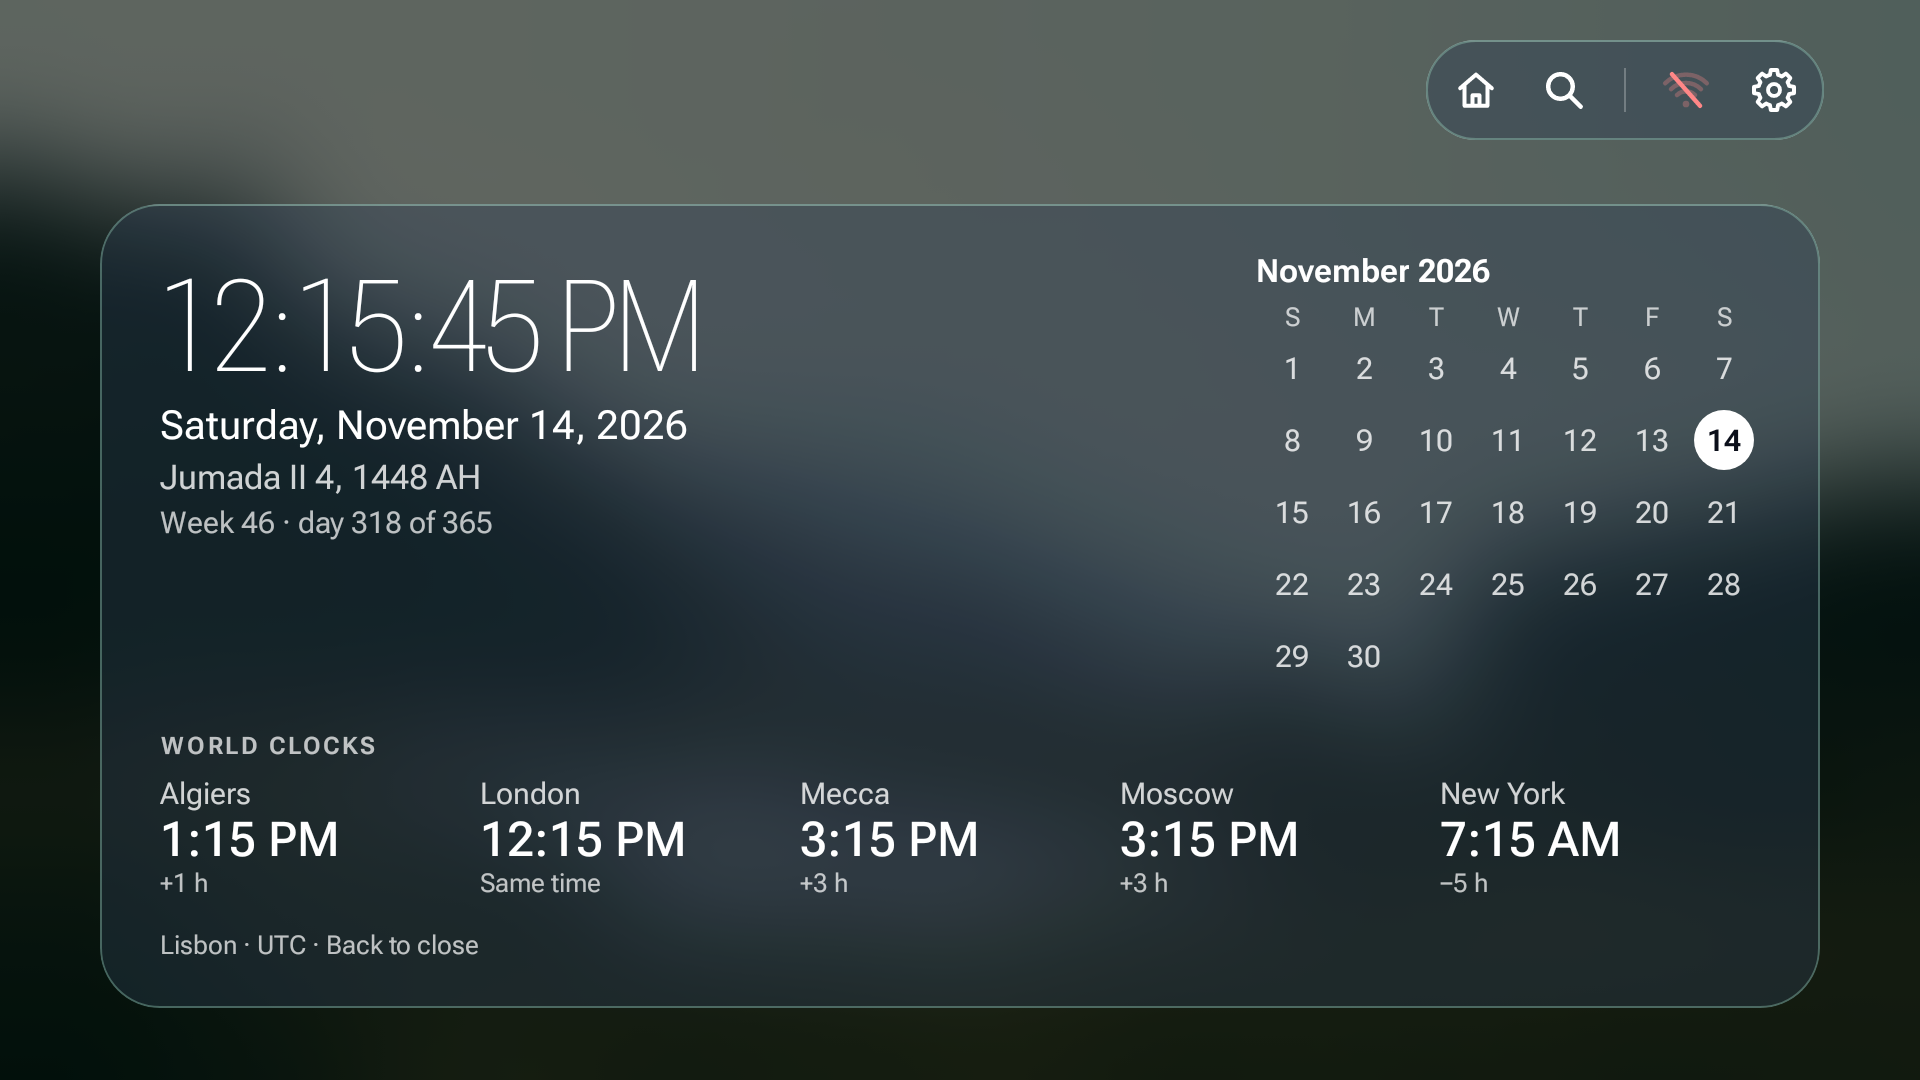 12:15:45 PM
Saturday, November 14, 2026
Jumada II 4, 1448 AH
Week 46 · day 318 of 365
November 2026
S M T W T F S
1 2 3 4 5 6 7
8 9 10 11 12 13 14
15 16 17 18 19 20 21
22 23 24 25 26 27 28
29 30
WORLD CLOCKS
Algiers London Mecca Moscow New York
1:15 PM 12:15 PM 3:15 PM 3:15 PM 7:15 AM
+1 h Same time +3 h +3 h −5 h
Lisbon · UTC · Back to close